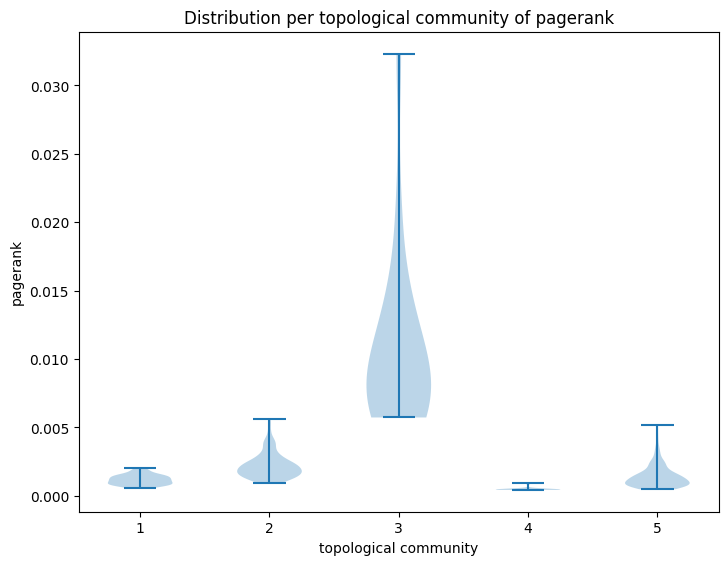 Distribution per topological community of pagerank
0.030
0.025
0.020
0.015
0.010
0.005
0.000
pagerank
1 2 3 4 5
topological community